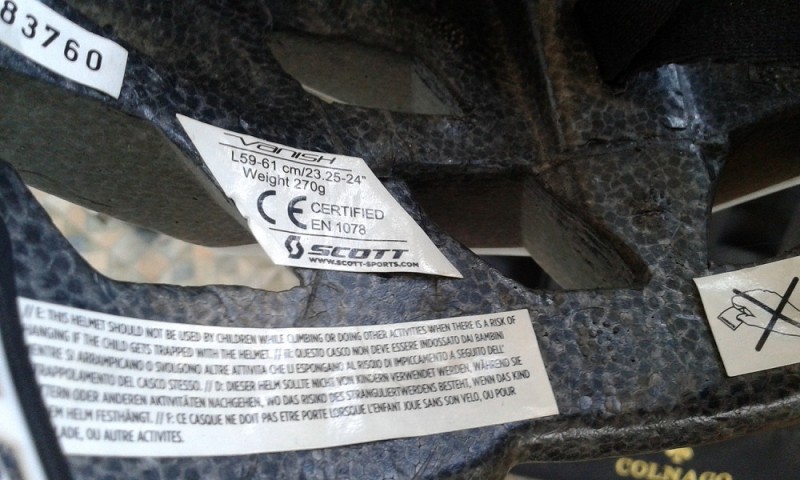 83760
VANISH
L59-61 cm/23.25-24"
Weight 270g
CE CERTIFIED
EN 1078
SCOTT
WWW.SCOTT-SPORTS.COM
// E: THIS HELMET SHOULD NOT BE USED BY CHILDREN WHILE CLIMBING OR DOING OTHER ACTIVITIES WHEN THERE IS A RISK OF
HANGING IF THE CHILD GETS TRAPPED WITH THE HELMET. // I: QUESTO CASCO NON DEVE ESSERE INDOSSATO DAI BAMBINI
MENTRE SI ARRAMPICANO O SVOLGONO ALTRE ATTIVITA CHE LI ESPONGANO AL RISCHIO DI IMPICCAMENTO A SEGUITO DELL'
TRAPPOLAMENTO DEL CASCO STESSO. // D: DIESER HELM SOLLTE NICHT VON KINDERN VERWENDET WERDEN, WÄHREND SIE
ETTERN ODER ANDEREN AKTIVITÄTEN NACHGEHEN, WO DAS RISIKO DES STRANGULIERTWERDENS BESTEHT, WENN DAS KIND
EM HELM FESTHÄNGT. // F: CE CASQUE NE DOIT PAS ETRE PORTE LORSQUE L'ENFANT JOUE SANS SON VELO, OU POUR
LADE, OU AUTRE ACTIVITES.
COLNAGO